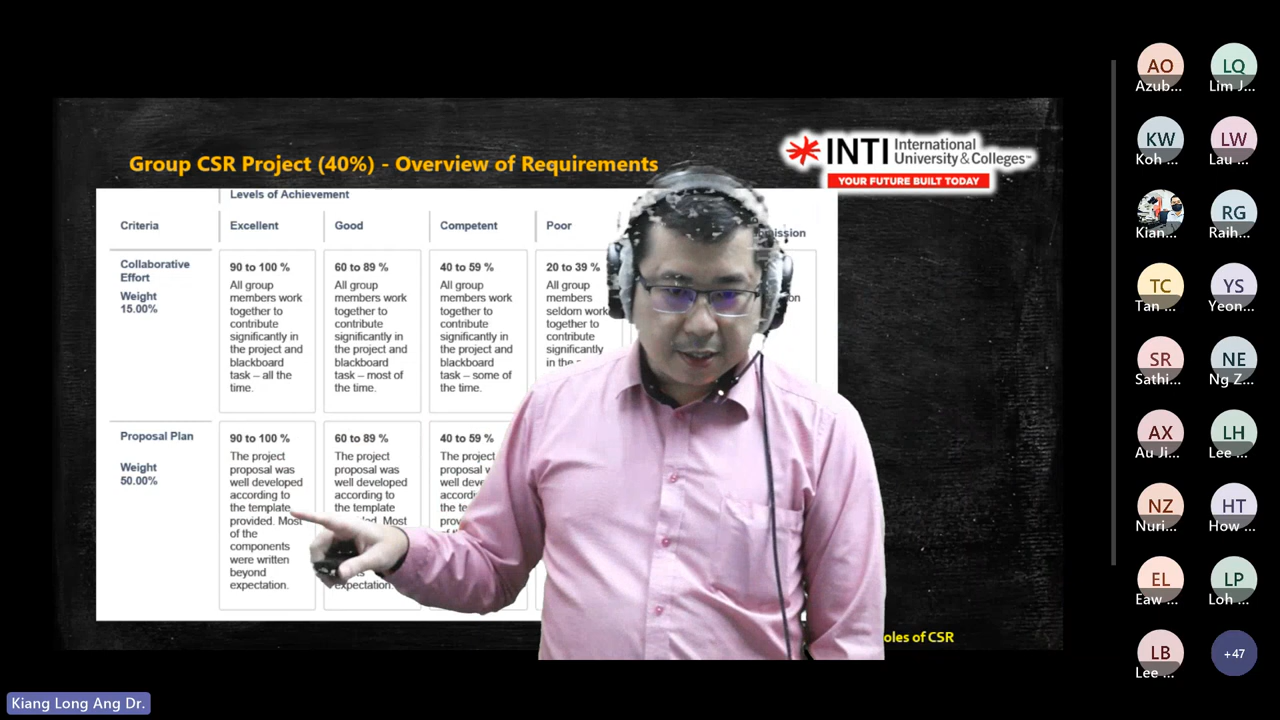 Group CSR Project (40%) - Overview of Requirements
INTI International
University & Colleges
YOUR FUTURE BUILT TODAY
Levels of Achievement
Criteria
Excellent
Good
Competent
Poor
Collaborative
Effort
Weight
15.00%
90 to 100 %
All group
members work
together to
contribute
significantly in
the project and
blackboard
task – all the
time.
60 to 89 %
All group
members work
together to
contribute
significantly in
the project and
blackboard
task – most of
the time.
40 to 59 %
All group
members work
together to
contribute
significantly in
the project and
blackboard
task – some of
the time.
20 to 39 %
All group
members
seldom work
together to
contribute
significantly
in the
Proposal Plan
Weight
50.00%
90 to 100 %
The project
proposal was
well developed
according to
the template
provided. Most
of the
components
were written
beyond
expectation.
60 to 89 %
The project
proposal was
well developed
according to
the template
Most
expectation.
40 to 59 %
The project
proposal
well
the
oles of CSR
AO
Azub...
LQ
Lim J...
KW
Koh ...
LW
Lau ...
Kian...
RG
Raih...
TC
Tan ...
YS
Yeon...
SR
Sathi...
NE
Ng Z...
AX
Au Ji...
LH
Lee ...
NZ
Nuri...
HT
How ...
EL
Eaw ...
LP
Loh ...
LB
Lee ...
+47
Kiang Long Ang Dr.